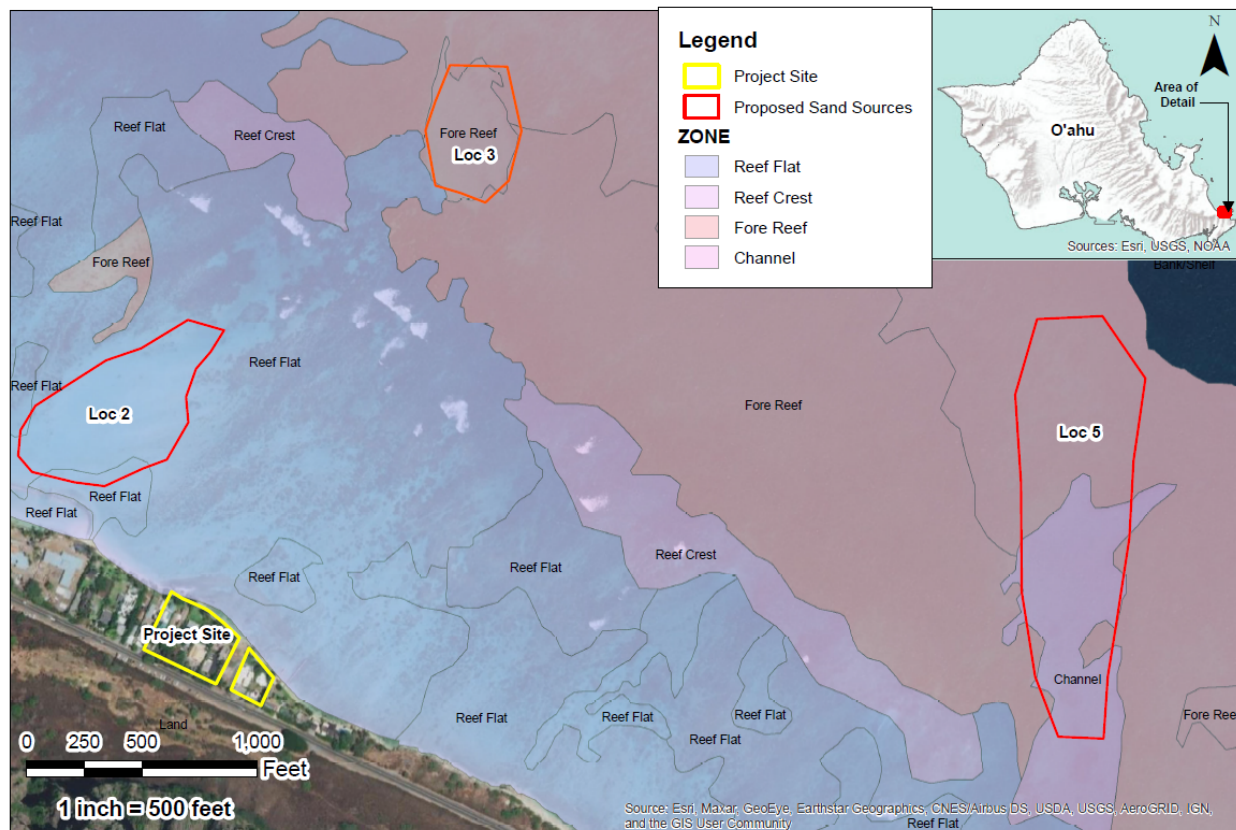 Legend
Project Site
Proposed Sand Sources
ZONE
Reef Flat
Reef Crest
Fore Reef
Channel
N
Area of
Detail
O'ahu
Sources: Esri, USGS, NOAA
Bank/Shelf
Reef Flat
Reef Crest
Fore Reef
Loc 3
Reef Flat
Fore Reef
Reef Flat
Reef Flat
Loc 2
Fore Reef
Loc 5
Reef Flat
Reef Flat
Reef Crest
Reef Flat
Reef Flat
Project Site
Channel
Land
Reef Flat
Reef Flat
Reef Flat
Reef Flat
Fore Ree
0 250 500 1,000
Feet
1 inch = 500 feet
Source: Esri, Maxar, GeoEye, Earthstar Geographics, CNES/Airbus DS, USDA, USGS, AeroGRID, IGN,
and the GIS User Community
Reef Flat